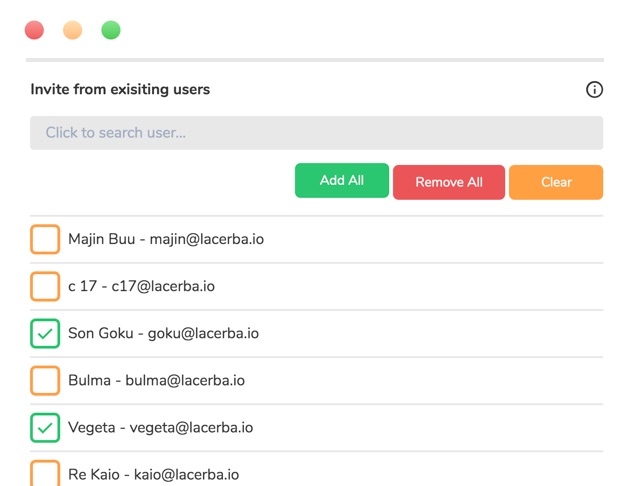 Invite from exisiting users
Click to search user...
Add All Remove All Clear
Majin Buu - majin@lacerba.io
c 17 - c17@lacerba.io
Son Goku - goku@lacerba.io
Bulma - bulma@lacerba.io
Vegeta - vegeta@lacerba.io
Re Kaio - kaio@lacerba.io